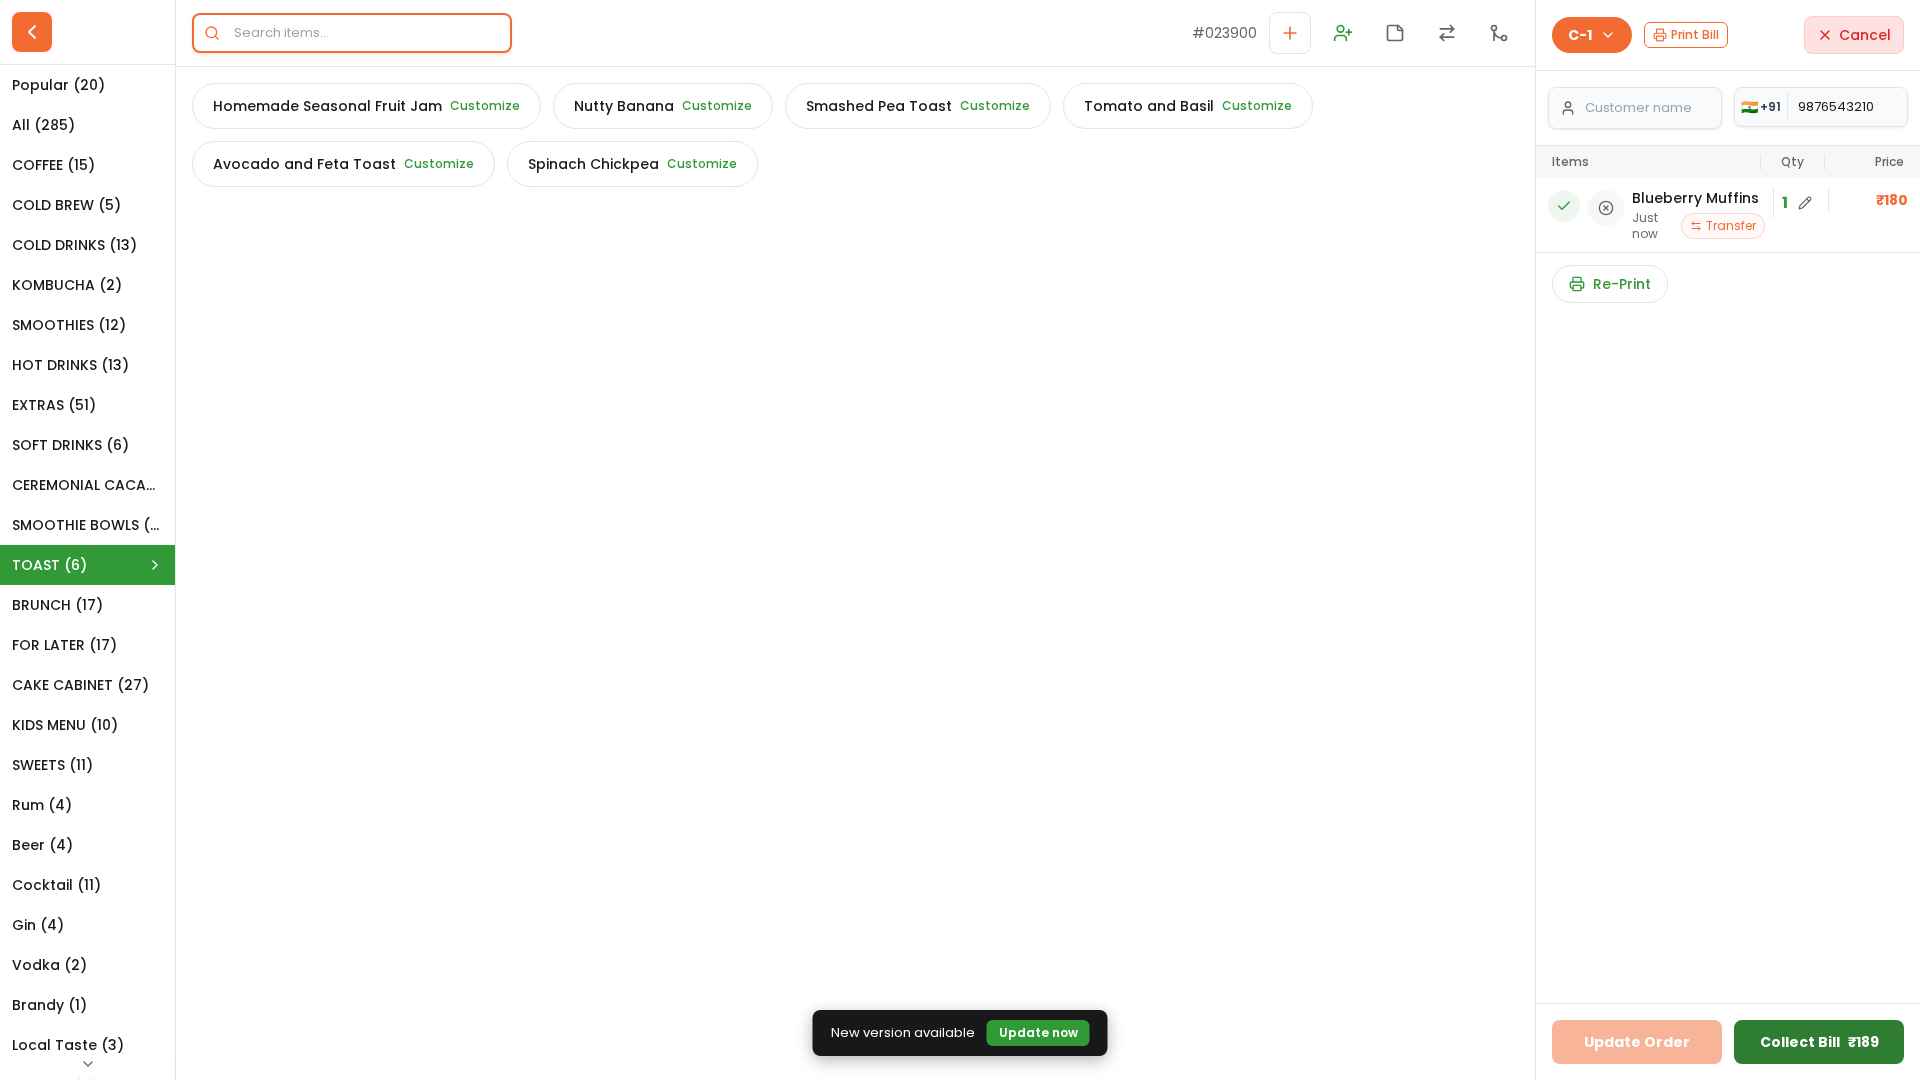 Search items...
#023900
C-1
Print Bill
Cancel
Popular (20)
All (285)
COFFEE (15)
COLD BREW (5)
COLD DRINKS (13)
KOMBUCHA (2)
SMOOTHIES (12)
HOT DRINKS (13)
EXTRAS (51)
SOFT DRINKS (6)
CEREMONIAL CACA...
SMOOTHIE BOWLS (...
TOAST (6)
BRUNCH (17)
FOR LATER (17)
CAKE CABINET (27)
KIDS MENU (10)
SWEETS (11)
Rum (4)
Beer (4)
Cocktail (11)
Gin (4)
Vodka (2)
Brandy (1)
Local Taste (3)
Homemade Seasonal Fruit Jam Customize
Nutty Banana Customize
Smashed Pea Toast Customize
Tomato and Basil Customize
Avocado and Feta Toast Customize
Spinach Chickpea Customize
Customer name
+91 9876543210
Items Qty Price
Blueberry Muffins 1 ₹180
Just now
Transfer
Re-Print
New version available Update now
Update Order
Collect Bill ₹189